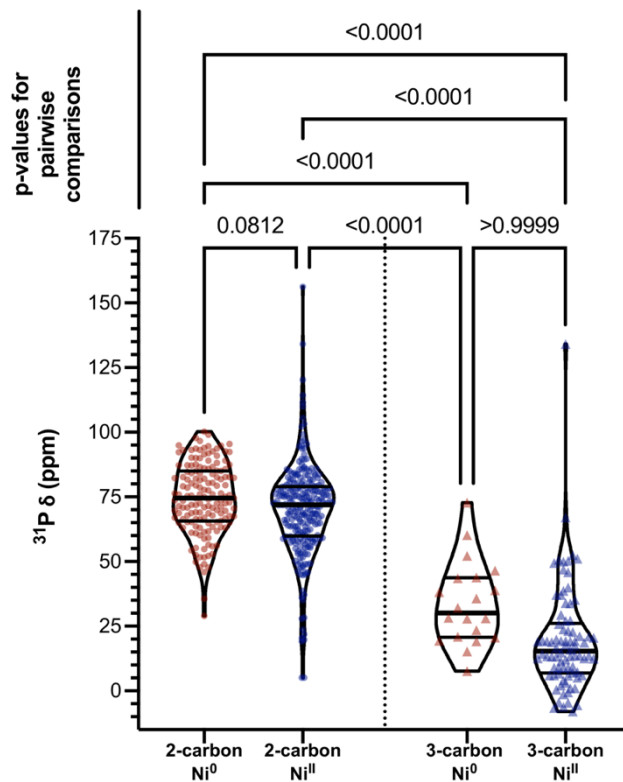 p-values for
pairwise
comparisons
<0.0001
<0.0001
<0.0001
0.0812
<0.0001
>0.9999
³¹P δ (ppm)
175
150
125
100
75
50
25
0
2-carbon
Ni⁰
2-carbon
Niᴵᴵ
3-carbon
Ni⁰
3-carbon
Niᴵᴵ